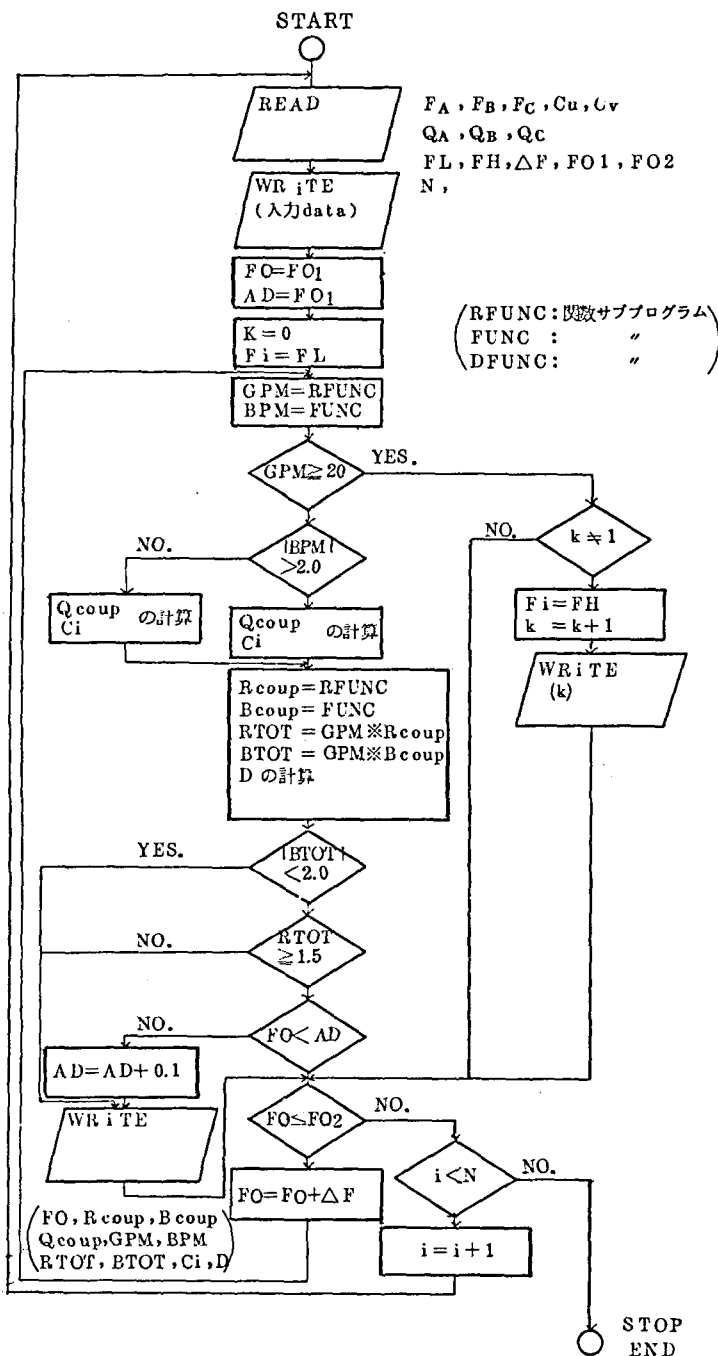 START
READ
FA , FB , FC , Cu , Cv
QA , QB , QC
FL , FH , △F , FO1 , FO2
N ,
WRiTE
(入力data)
FO=FO1
AD=FO1
K=0
Fi=FL
(RFUNC:関数サブプログラム
FUNC : 〃
DFUNC: 〃)
GPM=RFUNC
BPM=FUNC
GPM≧20
YES.
|BPM|
>2.0
NO.
k≒1
NO.
Qcoup
Ci の計算
Qcoup
Ci の計算
Fi=FH
k =k+1
WRiTE
(k)
Rcoup=RFUNC
Bcoup=FUNC
RTOT =GPM※Rcoup
BTOT =GPM※Bcoup
D の計算
YES.
|BTOT|
<2.0
NO.
RTOT
≧1.5
NO.
FO<AD
AD=AD+0.1
WRiTE
FO≤FO2
NO.
i<N
NO.
FO=FO+△F
(FO,Rcoup,Bcoup
Qcoup,GPM,BPM
RTOT,BTOT,Ci,D)
i=i+1
STOP
END